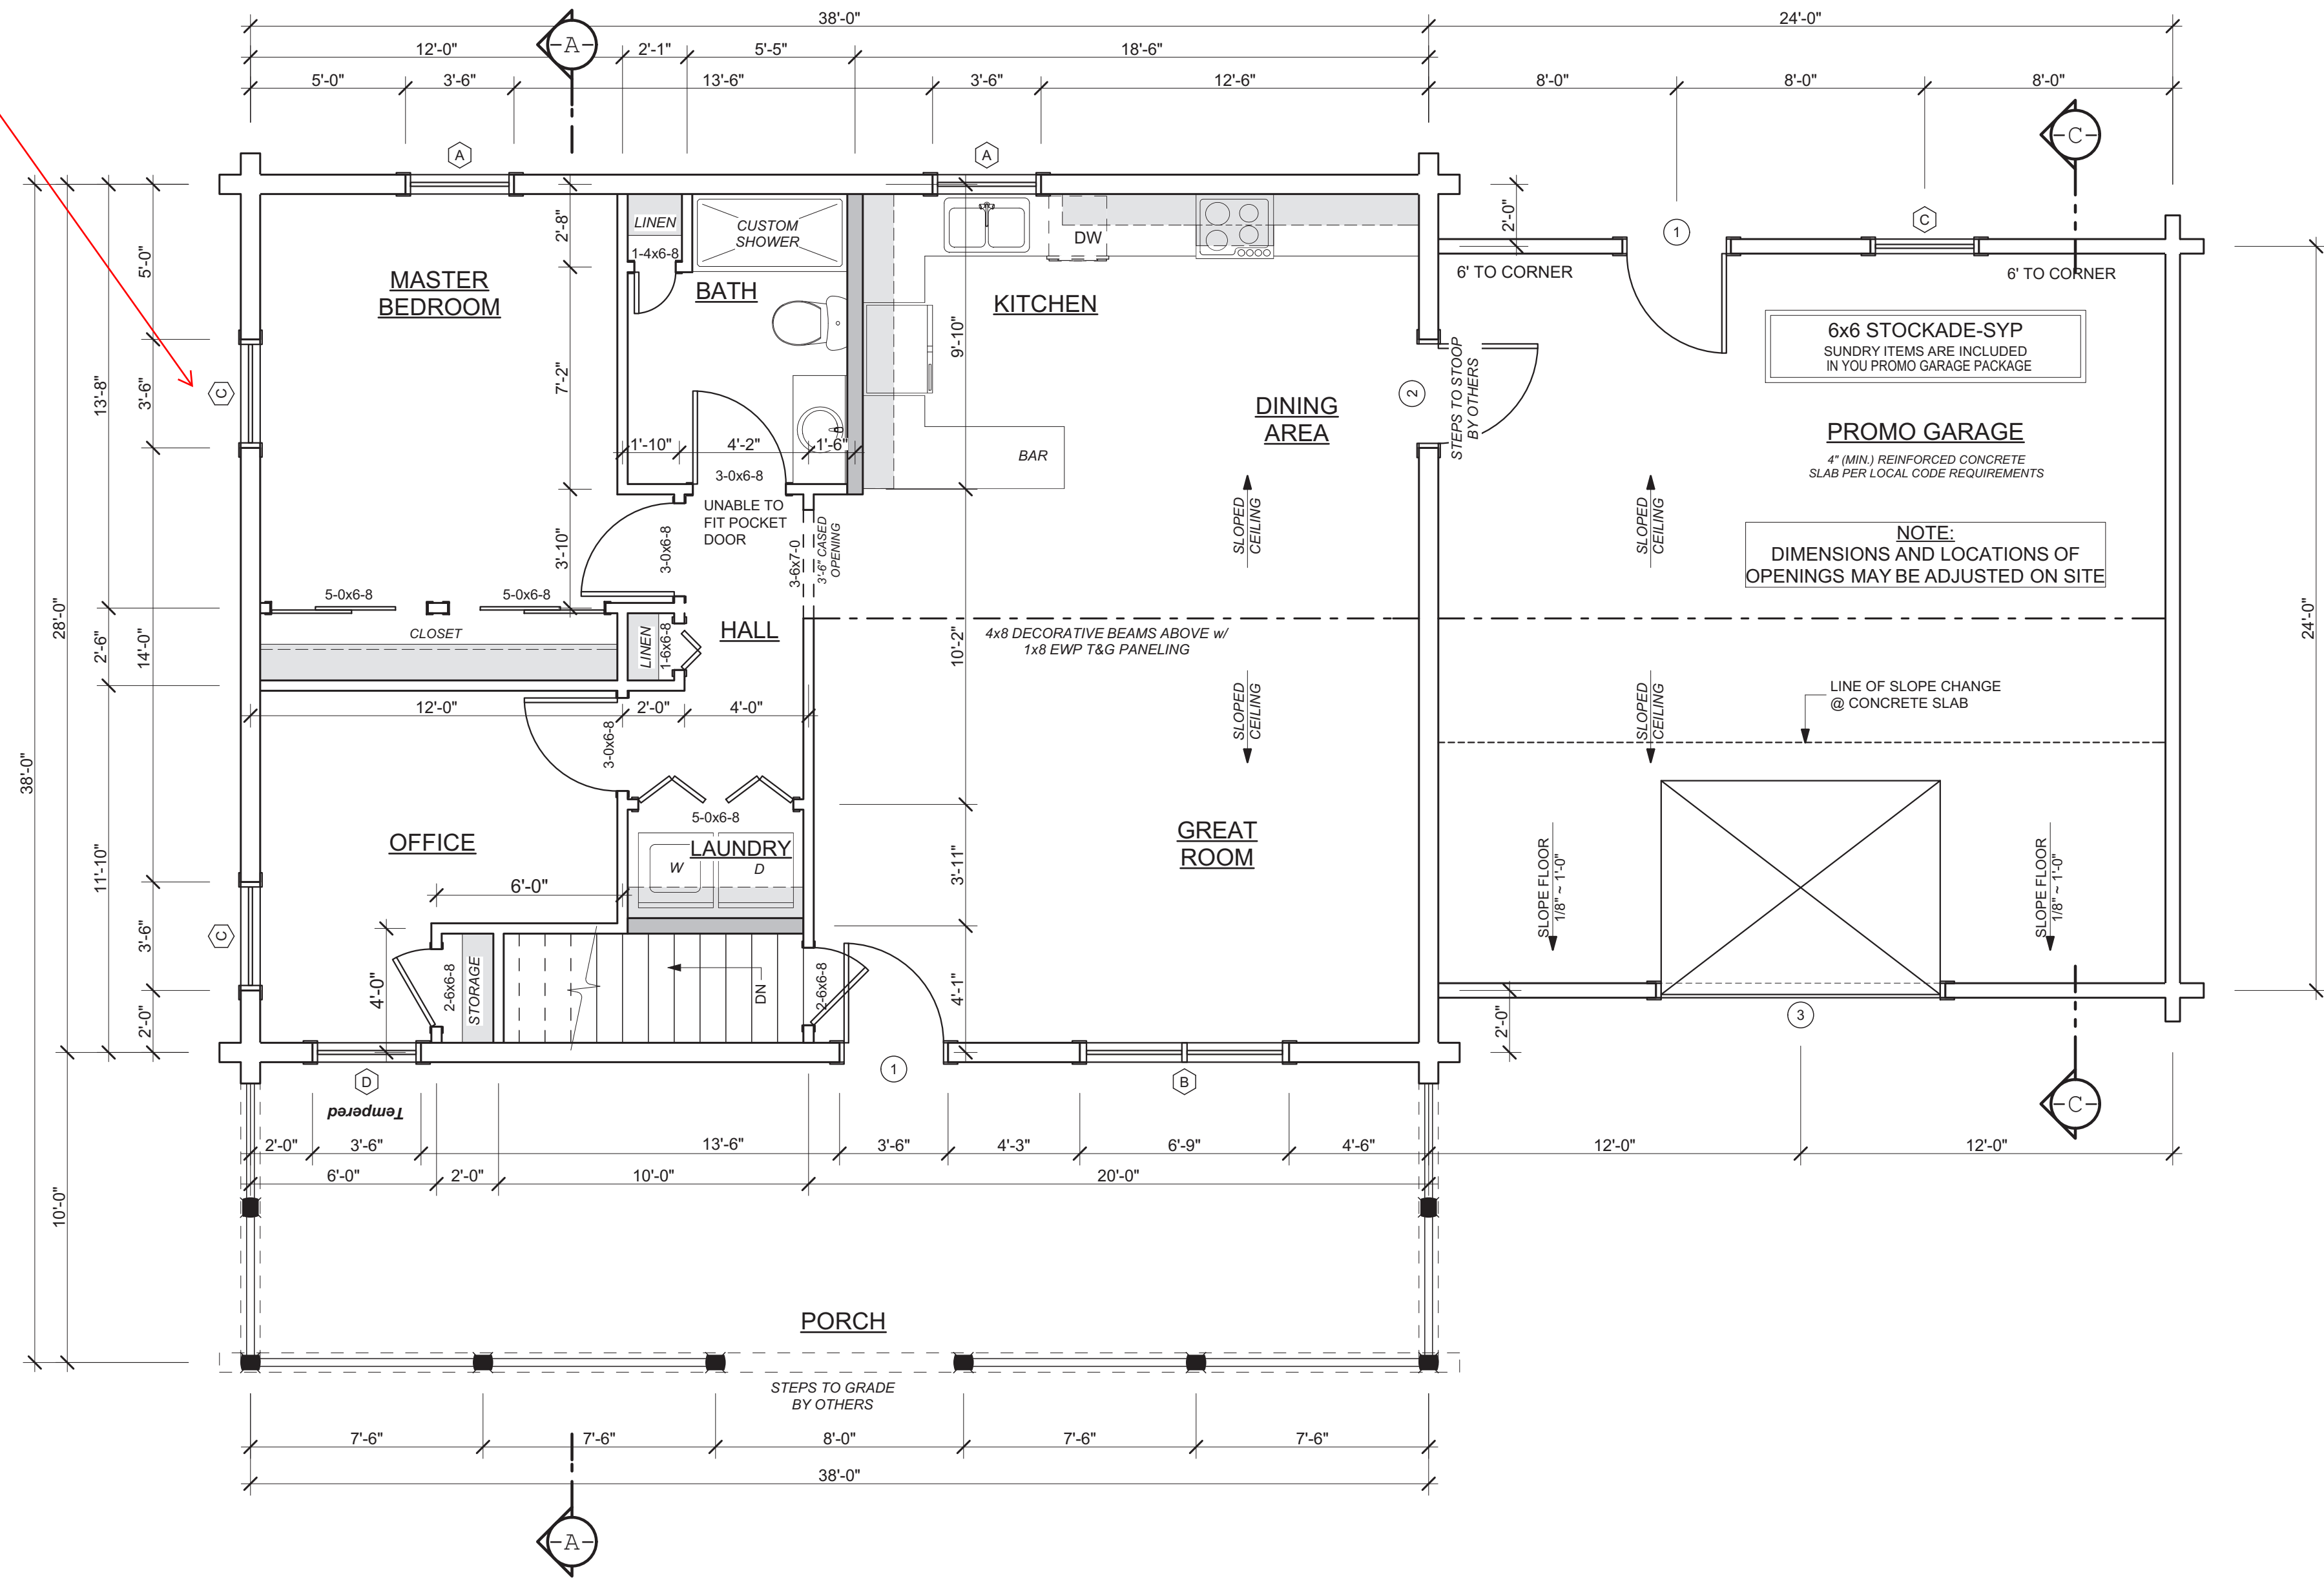 38'-0"
24'-0"
12'-0"
2'-1"
5'-5"
18'-6"
5'-0"
3'-6"
13'-6"
3'-6"
12'-6"
8'-0"
8'-0"
8'-0"
A
C
A
A
C
1
2'-0"
6' TO CORNER
6' TO CORNER
LINEN
CUSTOM
SHOWER
1-4x6-8
2'-8"
DW
MASTER
BEDROOM
BATH
KITCHEN
6x6 STOCKADE-SYP
SUNDRY ITEMS ARE INCLUDED
IN YOU PROMO GARAGE PACKAGE
5'-0"
13'-8"
3'-6"
C
7'-2"
9'-10"
DINING
AREA
2
STEPS TO STOOP
BY OTHERS
PROMO GARAGE
4" (MIN.) REINFORCED CONCRETE
SLAB PER LOCAL CODE REQUIREMENTS
1'-10"
4'-2"
1'-6"
BAR
3-0x6-8
UNABLE TO
FIT POCKET
DOOR
3'-10"
3-0x6-8
3-6x7-0
3'-6" CASED
OPENING
SLOPED
CEILING
SLOPED
CEILING
NOTE:
DIMENSIONS AND LOCATIONS OF
OPENINGS MAY BE ADJUSTED ON SITE
5-0x6-8
5-0x6-8
CLOSET
LINEN
1-6x6-8
HALL
10'-2"
4x8 DECORATIVE BEAMS ABOVE w/
1x8 EWP T&G PANELING
28'-0"
2'-6"
14'-0"
24'-0"
38'-0"
12'-0"
2'-0"
4'-0"
3-0x6-8
SLOPED
CEILING
SLOPED
CEILING
LINE OF SLOPE CHANGE
@ CONCRETE SLAB
5-0x6-8
OFFICE
LAUNDRY
W
D
GREAT
ROOM
11'-10"
3'-11"
6'-0"
SLOPE FLOOR
1/8" ~ 1'-0"
SLOPE FLOOR
1/8" ~ 1'-0"
3'-6"
C
4'-0"
2-6x6-8
STORAGE
DN
2-6x6-8
4'-1"
2'-0"
2'-0"
3
D
Tempered
1
B
C
2'-0"
3'-6"
13'-6"
3'-6"
4'-3"
6'-9"
4'-6"
12'-0"
12'-0"
6'-0"
2'-0"
10'-0"
20'-0"
10'-0"
PORCH
STEPS TO GRADE
BY OTHERS
7'-6"
7'-6"
8'-0"
7'-6"
7'-6"
38'-0"
A